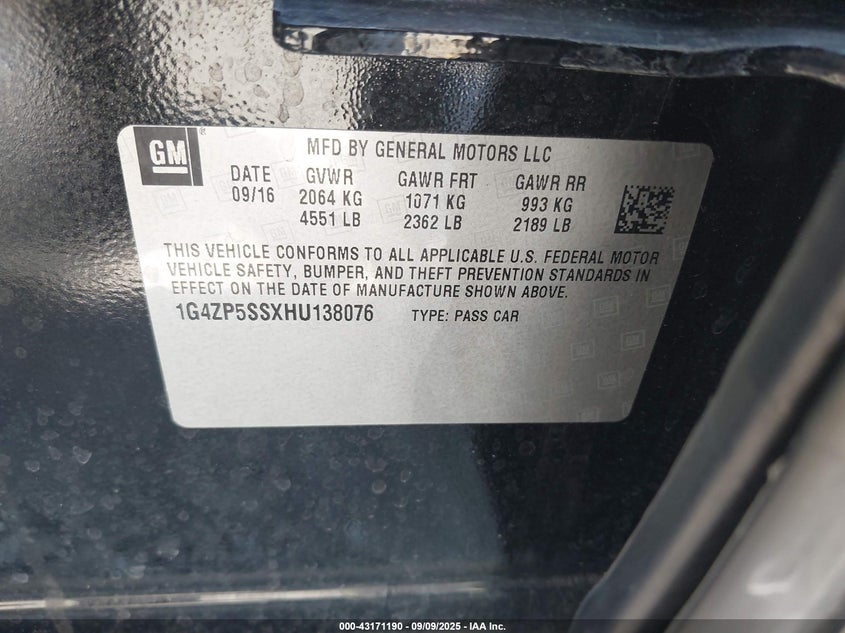 GM
MFD BY GENERAL MOTORS LLC
DATE GVWR GAWR FRT GAWR RR
09/16 2064 KG 1071 KG 993 KG
4551 LB 2362 LB 2189 LB
THIS VEHICLE CONFORMS TO ALL APPLICABLE U.S. FEDERAL MOTOR
VEHICLE SAFETY, BUMPER, AND THEFT PREVENTION STANDARDS IN
EFFECT ON THE DATE OF MANUFACTURE SHOWN ABOVE.
1G4ZP5SSXHU138076 TYPE: PASS CAR
000-43171190 - 09/09/2025 - IAA Inc.